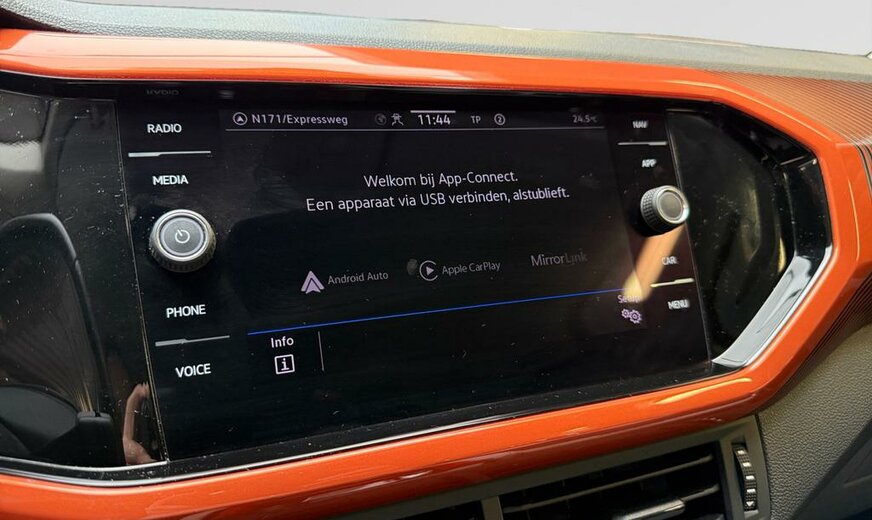 RADIO
MEDIA
PHONE
VOICE
N171/Expressweg
11:44
TP
2
24.5°C
Welkom bij App-Connect.
Een apparaat via USB verbinden, alstublieft.
Android Auto
Apple CarPlay
MirrorLink
Info
i
Setup
NAV
APP
CAR
MENU